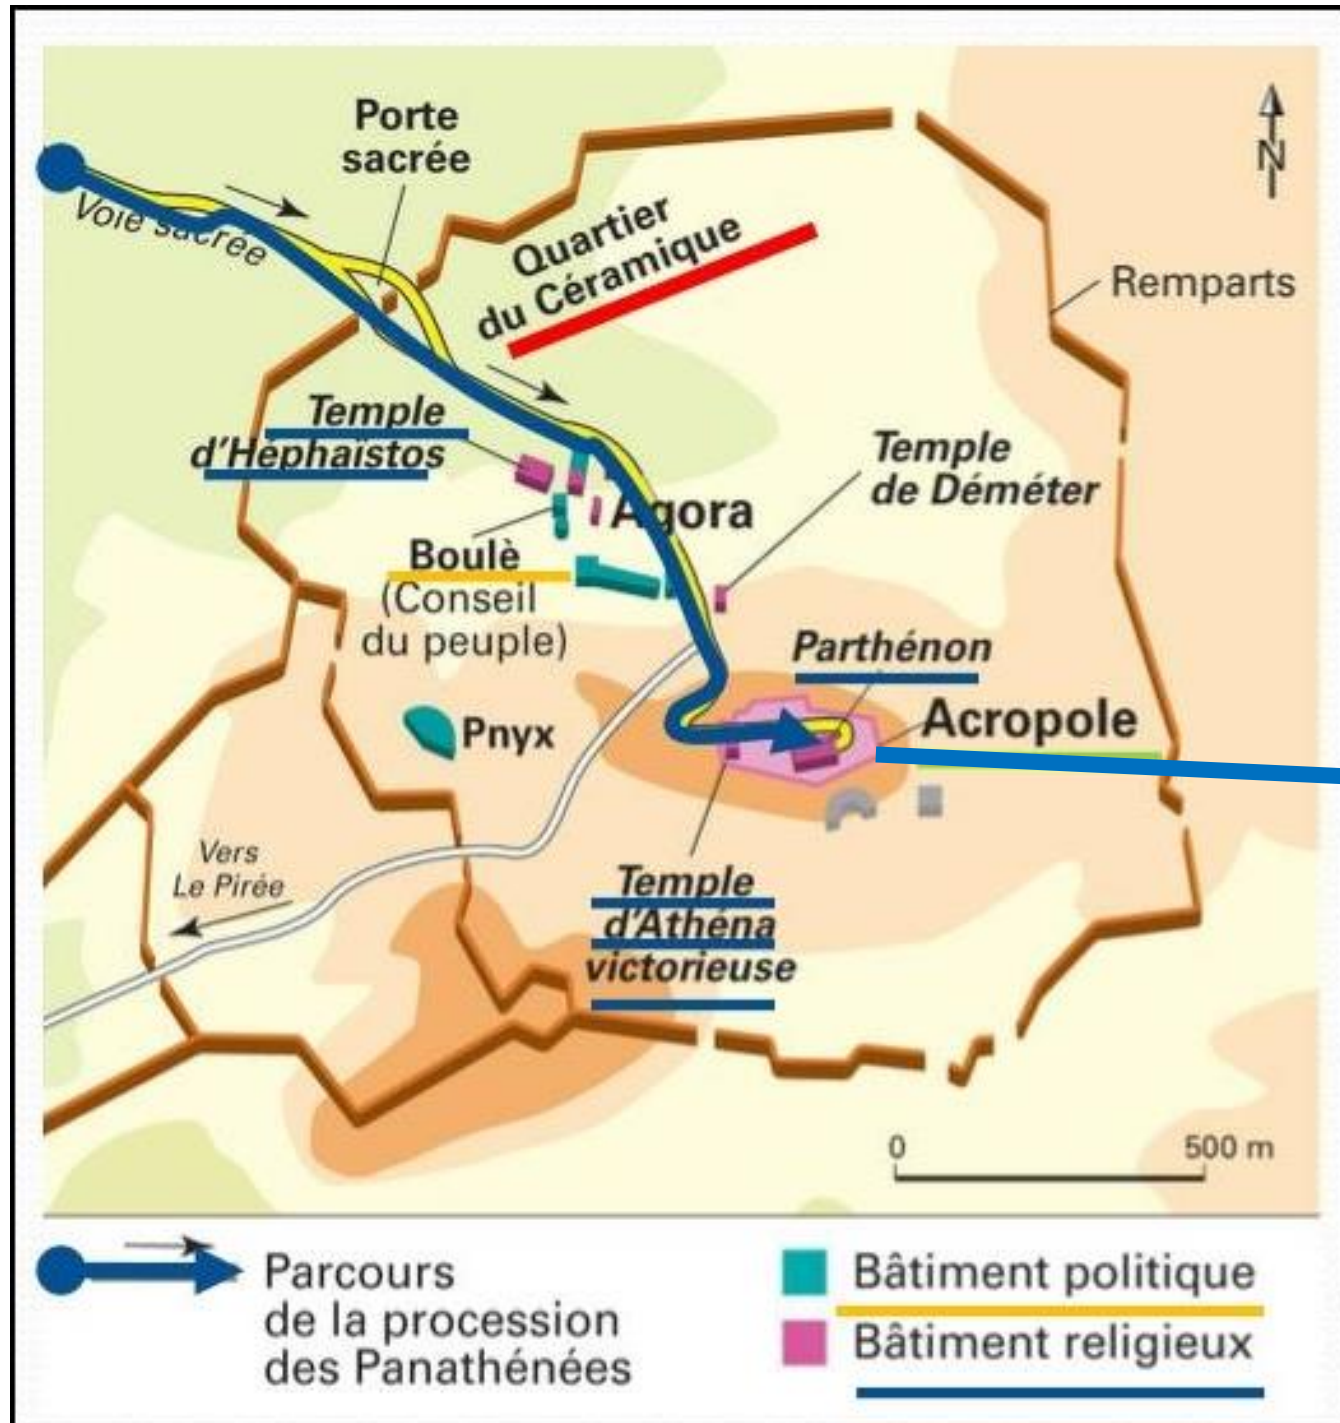 Porte
sacrée
N
Voie sacrée
Quartier
du Céramique
Remparts
Temple
d'Héphaïstos
Temple
de Déméter
Agora
Boulè
(Conseil
du peuple)
Parthénon
Acropole
Pnyx
Vers
Le Pirée
Temple
d'Athéna
victorieuse
0 500 m
Parcours
de la procession
des Panathénées
Bâtiment politique
Bâtiment religieux